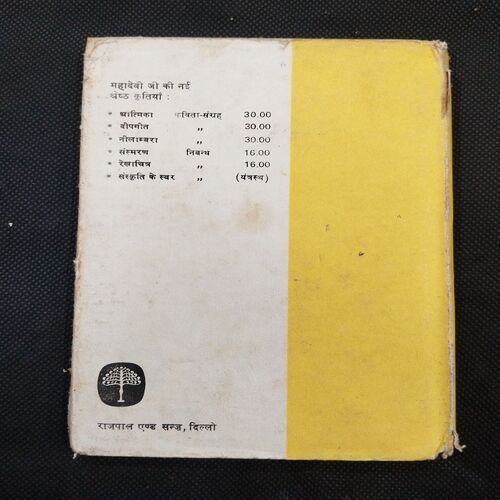 महादेवी जी की नई
श्रेष्ठ कृतियाँ :
* आत्मिका कविता-संग्रह 30.00
* दीपगीत ,, 30.00
* नीलाम्बरा ,, 30.00
* संस्मरण निबन्ध 16.00
* रेखाचित्र ,, 16.00
* संस्कृति के स्वर ,, (यंत्रस्थ)
राजपाल एण्ड सन्ज़, दिल्ली